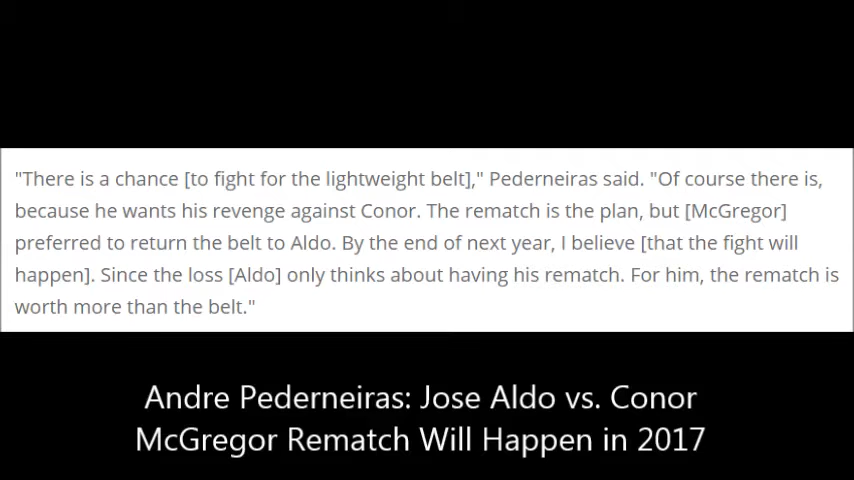 "There is a chance [to fight for the lightweight belt]," Pederneiras said. "Of course there is,
because he wants his revenge against Conor. The rematch is the plan, but [McGregor]
preferred to return the belt to Aldo. By the end of next year, I believe [that the fight will
happen]. Since the loss [Aldo] only thinks about having his rematch. For him, the rematch is
worth more than the belt."
Andre Pederneiras: Jose Aldo vs. Conor
McGregor Rematch Will Happen in 2017